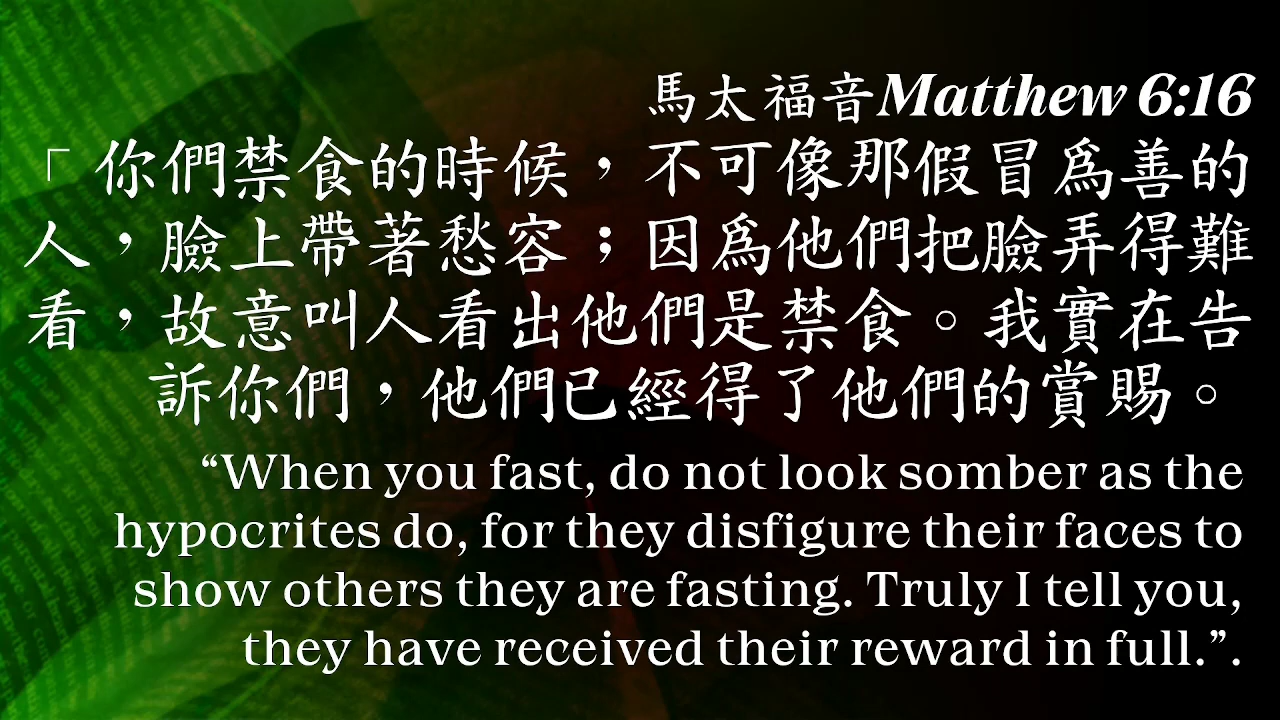 馬太福音Matthew 6:16
「你們禁食的時候，不可像那假冒爲善的
人，臉上帶著愁容；因爲他們把臉弄得難
看，故意叫人看出他們是禁食。我實在告
訴你們，他們已經得了他們的賞賜。
“When you fast, do not look somber as the
hypocrites do, for they disfigure their faces to
show others they are fasting. Truly I tell you,
they have received their reward in full.”.